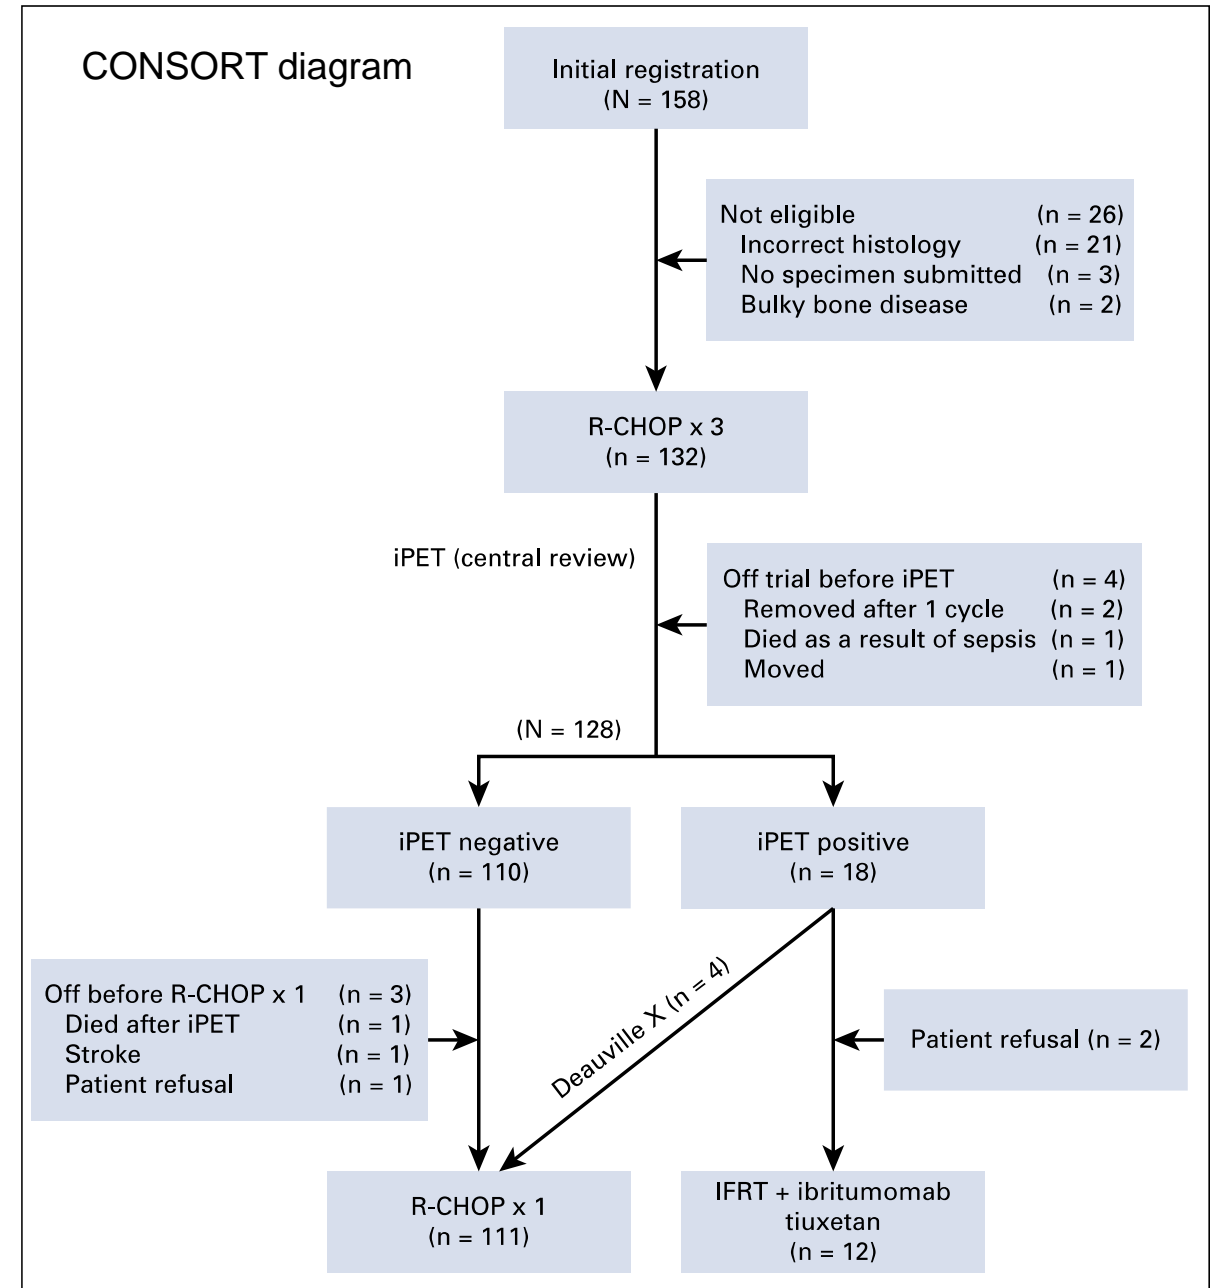 CONSORT diagram
Initial registration
(N = 158)
Not eligible (n = 26)
Incorrect histology (n = 21)
No specimen submitted (n = 3)
Bulky bone disease (n = 2)
R-CHOP x 3
(n = 132)
iPET (central review)
Off trial before iPET (n = 4)
Removed after 1 cycle (n = 2)
Died as a result of sepsis (n = 1)
Moved (n = 1)
(N = 128)
iPET negative
(n = 110)
iPET positive
(n = 18)
Off before R-CHOP x 1 (n = 3)
Died after iPET (n = 1)
Stroke (n = 1)
Patient refusal (n = 1)
Deauville X (n = 4)
Patient refusal (n = 2)
R-CHOP x 1
(n = 111)
IFRT + ibritumomab
tiuxetan
(n = 12)